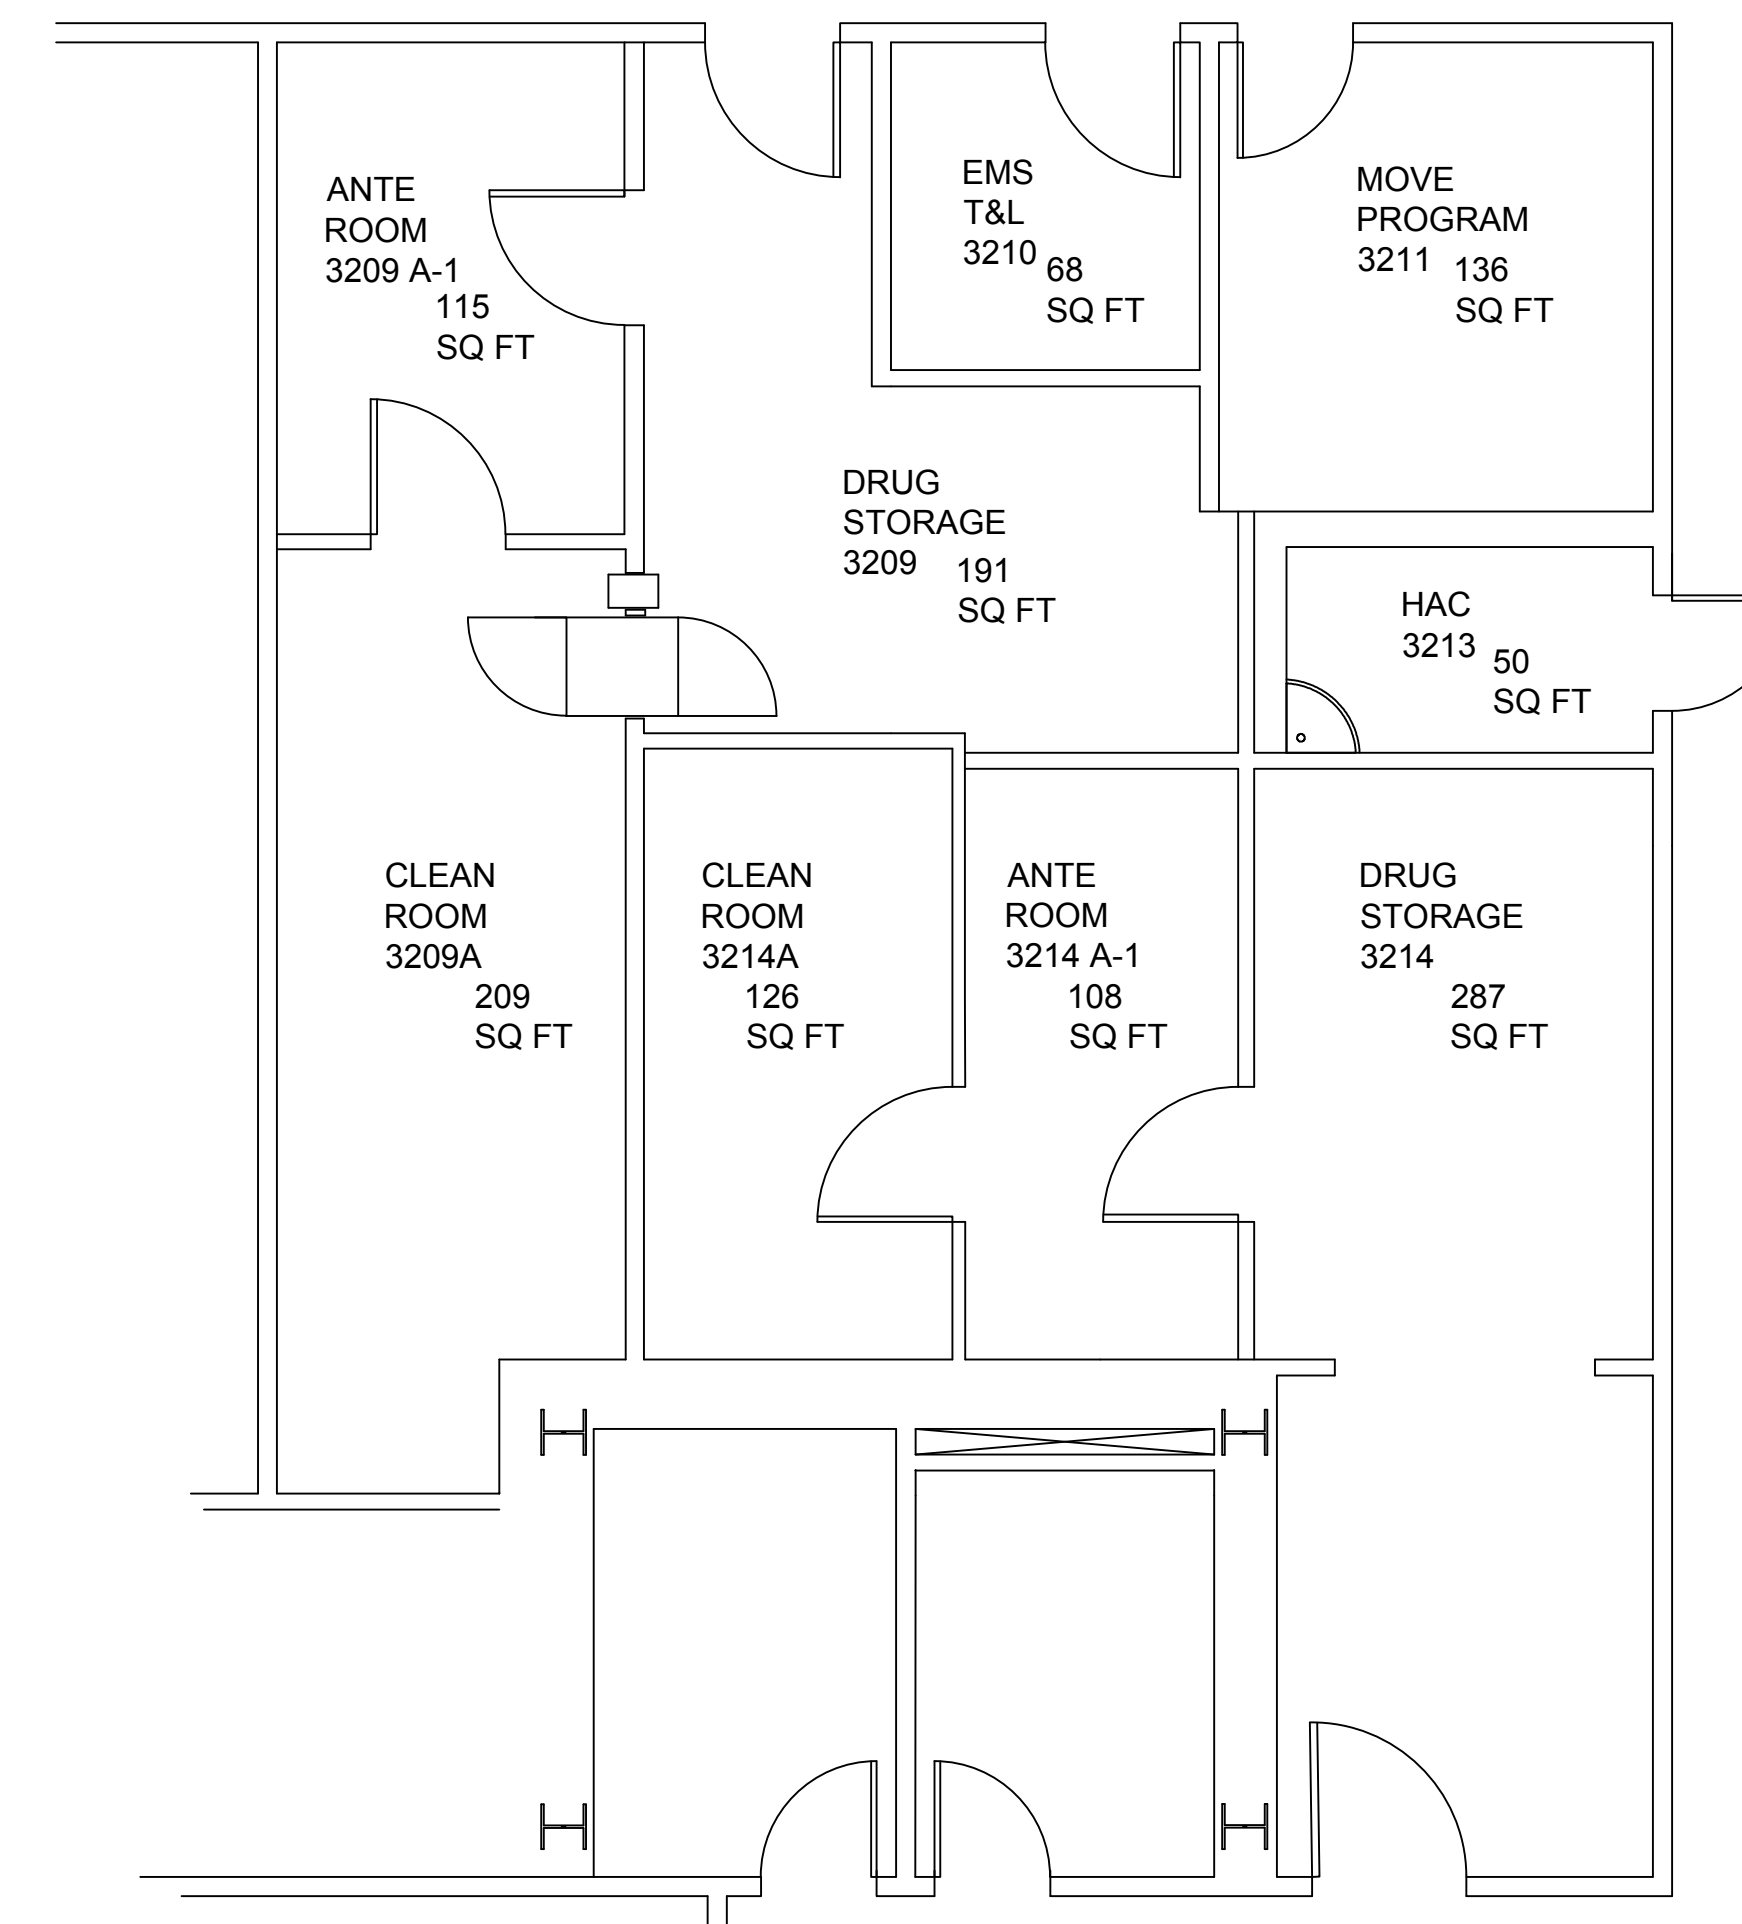 ANTE
ROOM
3209 A-1
115
SQ FT
EMS
T&L
3210
68
SQ FT
MOVE
PROGRAM
3211
136
SQ FT
DRUG
STORAGE
3209
191
SQ FT
HAC
3213
50
SQ FT
CLEAN
ROOM
3209A
209
SQ FT
CLEAN
ROOM
3214A
126
SQ FT
ANTE
ROOM
3214 A-1
108
SQ FT
DRUG
STORAGE
3214
287
SQ FT